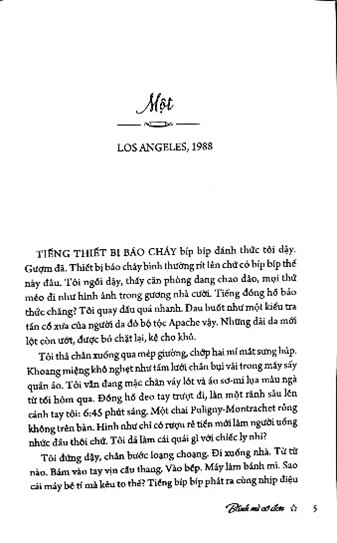 Một
LOS ANGELES, 1988
TIẾNG THIẾT BỊ BÁO CHÁY bíp bíp đánh thức tôi dậy.
Gượm đã. Thiết bị báo cháy bình thường rít lên chứ có bíp bíp thế
này đâu. Tôi ngồi dậy, thấy căn phòng đang chao đảo, mọi thứ
méo đi như hình ảnh trong gương nhà cười. Tiếng đồng hồ báo
thức chăng? Tôi quay đầu quá nhanh. Đau buốt như một kiểu tra
tấn cổ xưa của người da đỏ bộ tộc Apache vậy. Những dải da mới
lột còn ướt, được bó chặt lại, kệ cho khô.
Tôi thả chân xuống qua mép giường, chớp hai mí mắt sưng húp.
Khoang miệng khô nghẹt như tấm lưới chắn bụi vải trong máy sấy
quần áo. Tôi vẫn đang mặc chân váy lót và áo sơ-mi lụa màu ngà
từ tối hôm qua. Đồng hồ đeo tay trượt đi, lằn một rãnh sâu lên
cánh tay tôi: 6:45 phút sáng. Một chai Puligny-Montrachet rỗng
không trên bàn. Hình như chỉ có rượu rẻ tiền mới làm người uống
nhức đầu thôi chứ. Tôi đã làm cái quái gì với chiếc ly nhỉ?
Tôi đứng dậy, chân bước loạng choạng. Đi xuống nhà. Từ từ
nào. Bám vào tay vịn cầu thang. Vào bếp. Máy làm bánh mì. Sao
cái máy bé tí mà kêu to thế? Tiếng bíp bíp phát ra cùng nhịp điệu
Bánh mì cô đơn ☆ 5